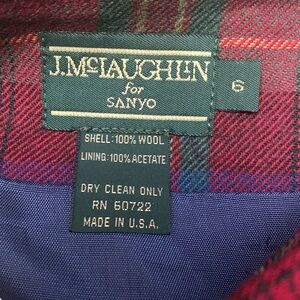 J. McLAUGHLIN
for
SANYO
6
SHELL: 100% WOOL
LINING: 100% ACETATE
DRY CLEAN ONLY
RN 60722
MADE IN U.S.A.